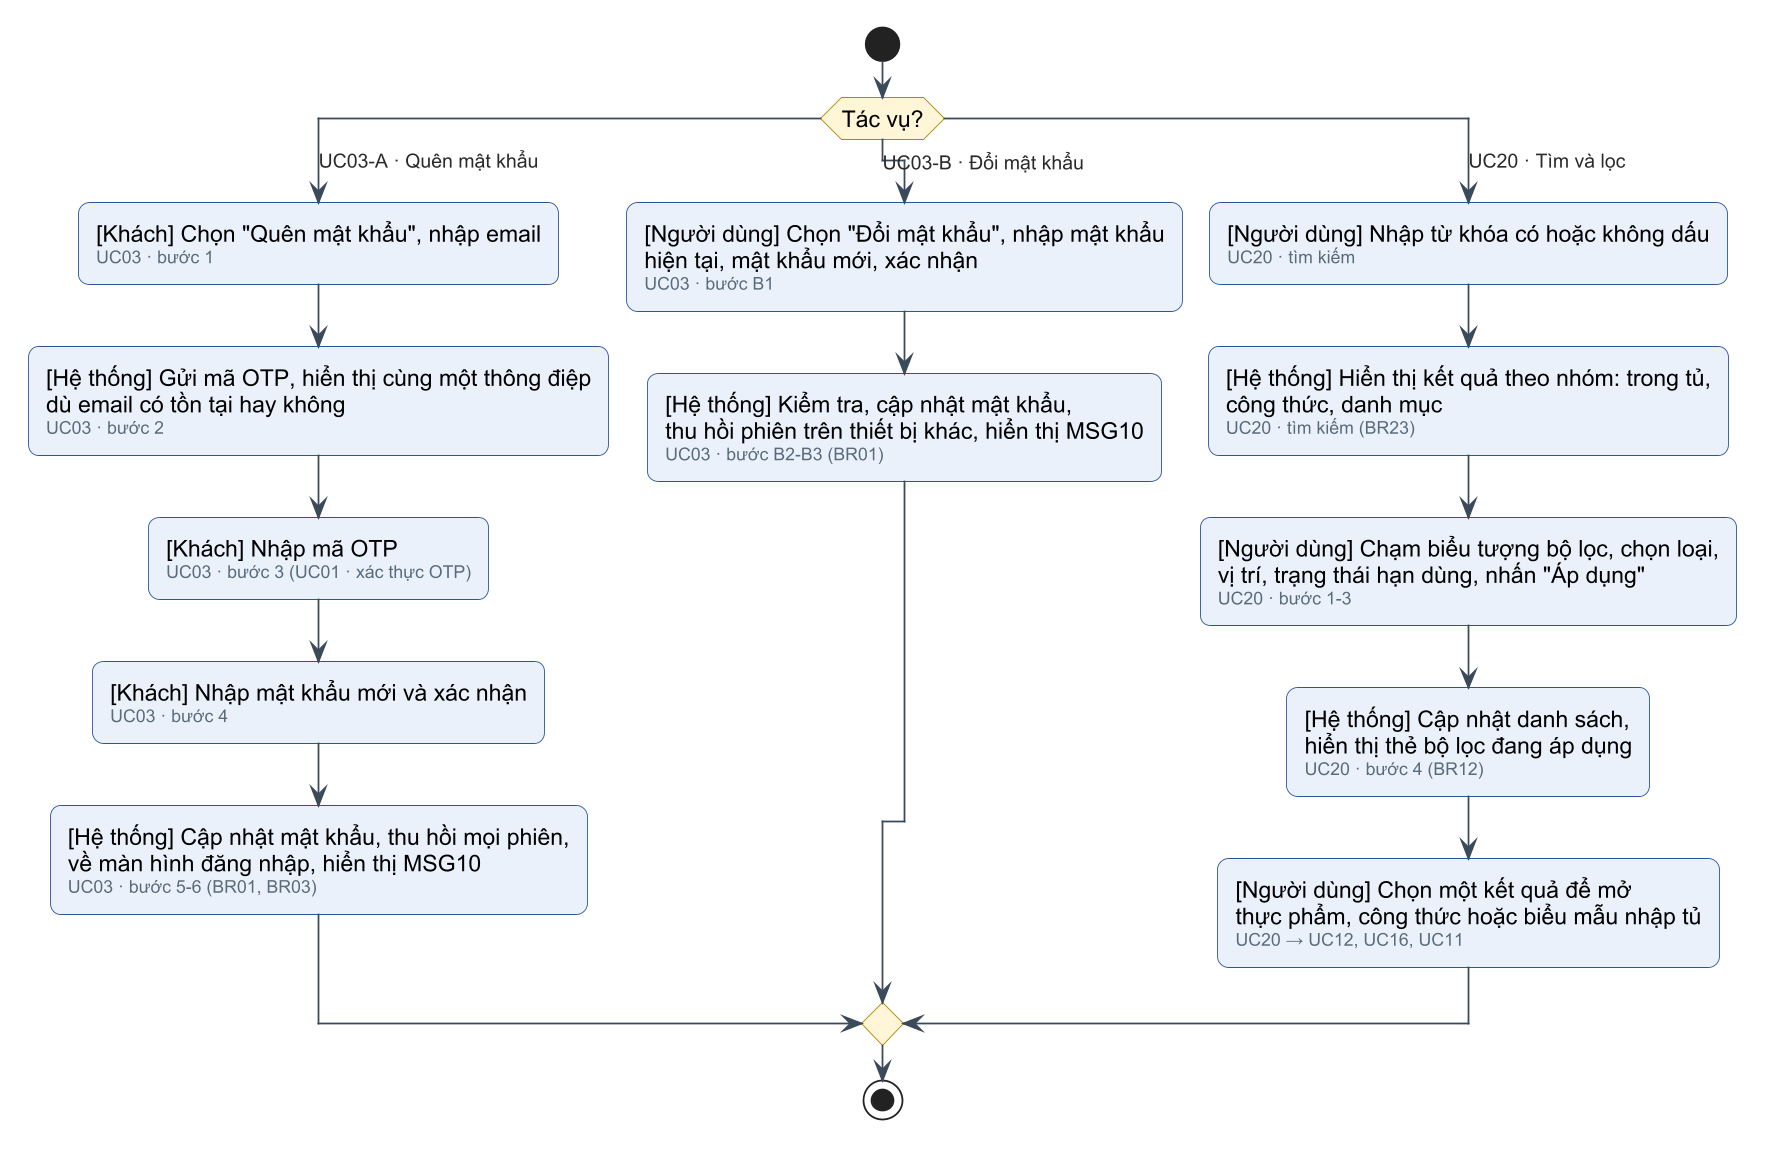 Tác vụ?
UC03-A · Quên mật khẩu
[Khách] Chọn "Quên mật khẩu", nhập email
UC03 · bước 1
[Hệ thống] Gửi mã OTP, hiển thị cùng một thông điệp
dù email có tồn tại hay không
UC03 · bước 2
[Khách] Nhập mã OTP
UC03 · bước 3 (UC01 · xác thực OTP)
[Khách] Nhập mật khẩu mới và xác nhận
UC03 · bước 4
[Hệ thống] Cập nhật mật khẩu, thu hồi mọi phiên,
về màn hình đăng nhập, hiển thị MSG10
UC03 · bước 5-6 (BR01, BR03)
UC03-B · Đổi mật khẩu
[Người dùng] Chọn "Đổi mật khẩu", nhập mật khẩu
hiện tại, mật khẩu mới, xác nhận
UC03 · bước B1
[Hệ thống] Kiểm tra, cập nhật mật khẩu,
thu hồi phiên trên thiết bị khác, hiển thị MSG10
UC03 · bước B2-B3 (BR01)
UC20 · Tìm và lọc
[Người dùng] Nhập từ khóa có hoặc không dấu
UC20 · tìm kiếm
[Hệ thống] Hiển thị kết quả theo nhóm: trong tủ,
công thức, danh mục
UC20 · tìm kiếm (BR23)
[Người dùng] Chạm biểu tượng bộ lọc, chọn loại,
vị trí, trạng thái hạn dùng, nhấn "Áp dụng"
UC20 · bước 1-3
[Hệ thống] Cập nhật danh sách,
hiển thị thẻ bộ lọc đang áp dụng
UC20 · bước 4 (BR12)
[Người dùng] Chọn một kết quả để mở
thực phẩm, công thức hoặc biểu mẫu nhập tủ
UC20 → UC12, UC16, UC11